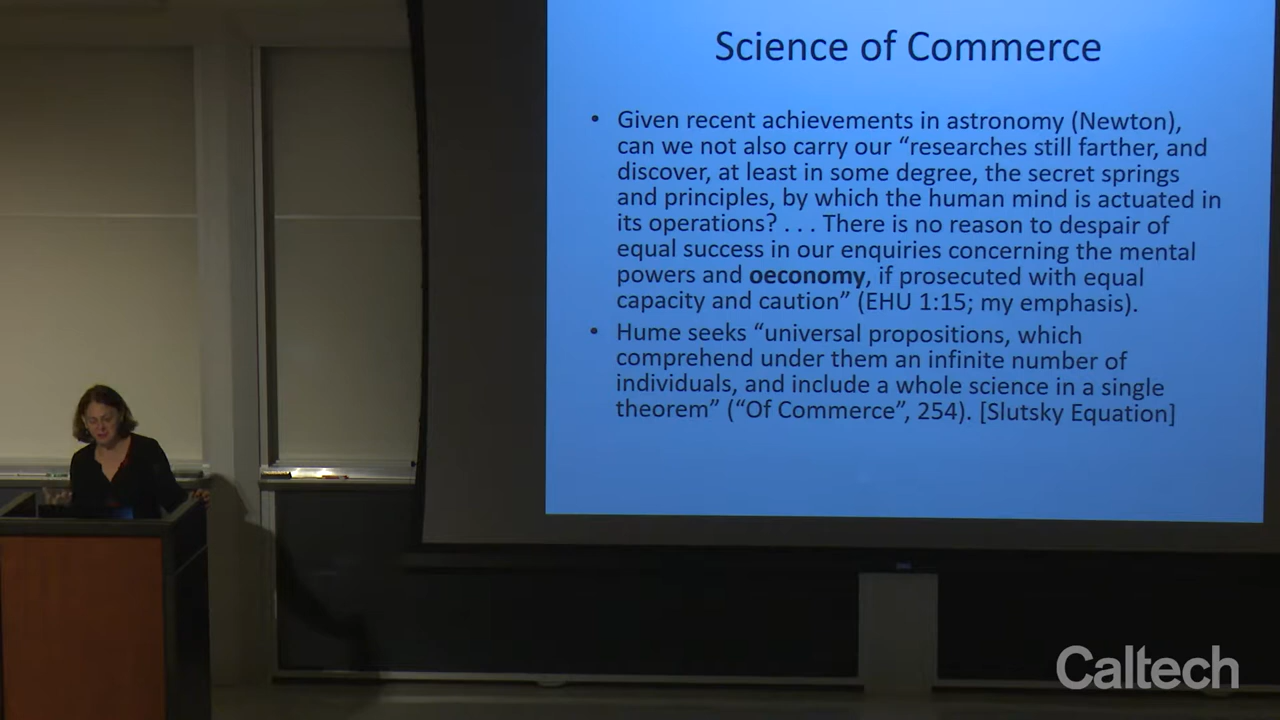 Science of Commerce
• Given recent achievements in astronomy (Newton),
can we not also carry our “researches still farther, and
discover, at least in some degree, the secret springs
and principles, by which the human mind is actuated in
its operations? . . . There is no reason to despair of
equal success in our enquiries concerning the mental
powers and oeconomy, if prosecuted with equal
capacity and caution” (EHU 1:15; my emphasis).
• Hume seeks “universal propositions, which
comprehend under them an infinite number of
individuals, and include a whole science in a single
theorem” (“Of Commerce”, 254). [Slutsky Equation]
Caltech